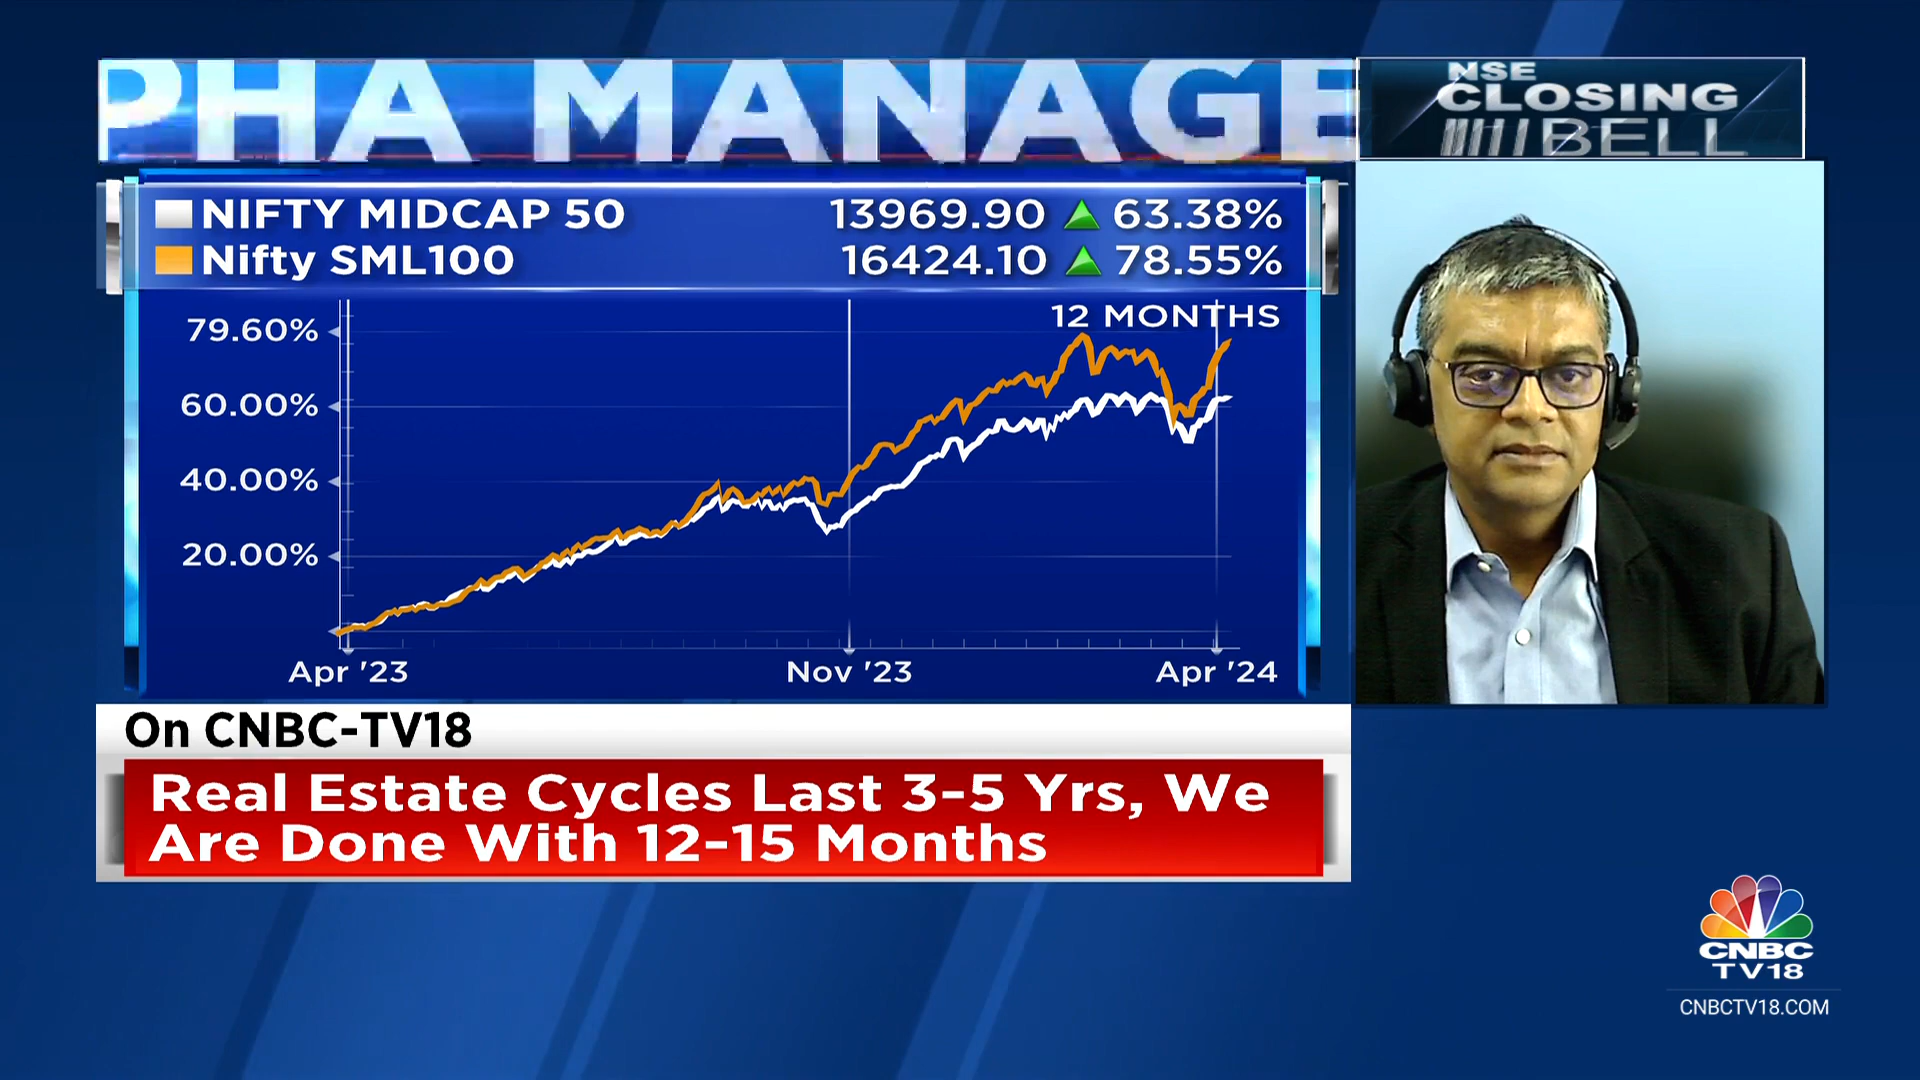 PHA MANAGE
NSE
CLOSING
BELL
NIFTY MIDCAP 50 13969.90 63.38%
Nifty SML100 16424.10 78.55%
12 MONTHS
79.60%
60.00%
40.00%
20.00%
Apr '23 Nov '23 Apr '24
On CNBC-TV18
Real Estate Cycles Last 3-5 Yrs, We
Are Done With 12-15 Months
CNBC
TV18
CNBCTV18.COM